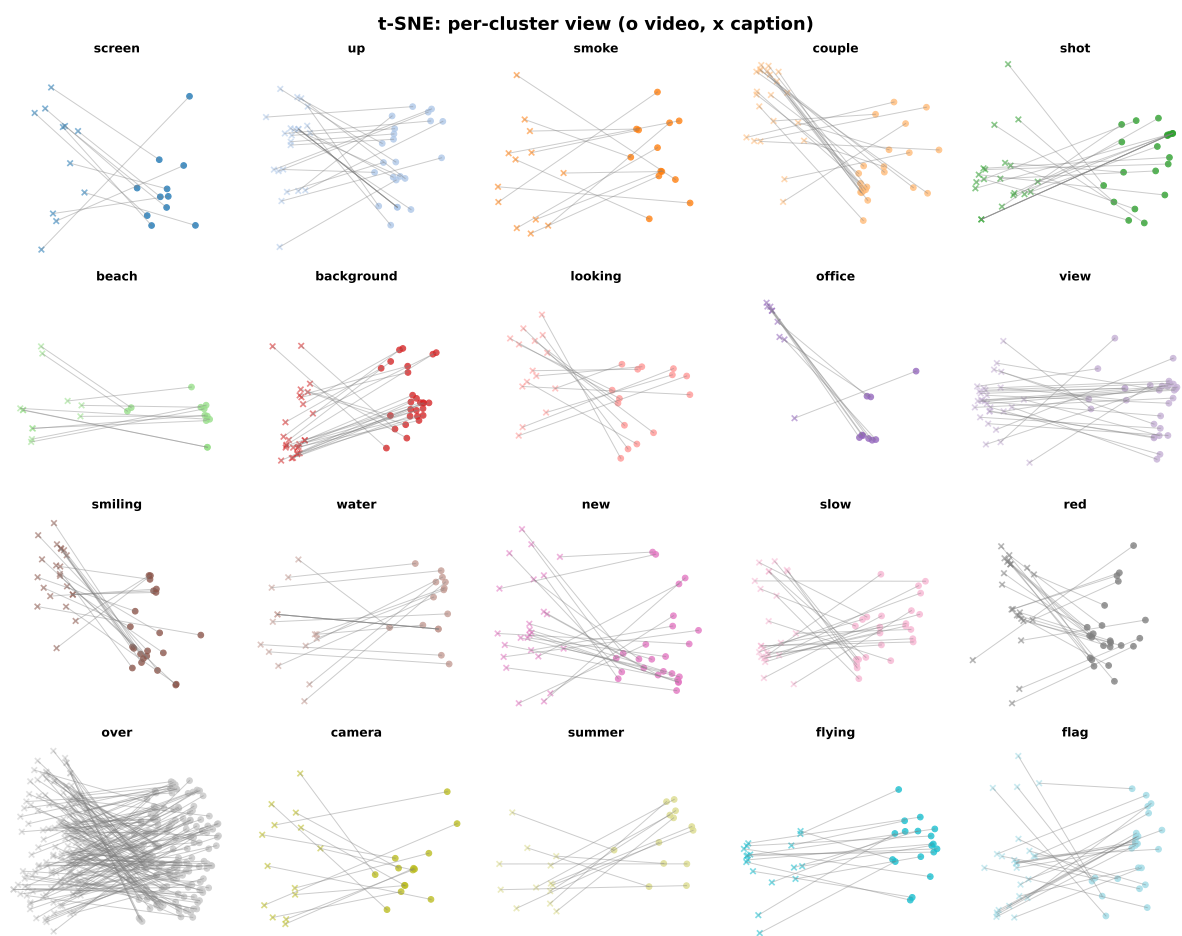 t-SNE: per-cluster view (o video, x caption)
screen up smoke couple shot
beach background looking office view
smiling water new slow red
over camera summer flying flag